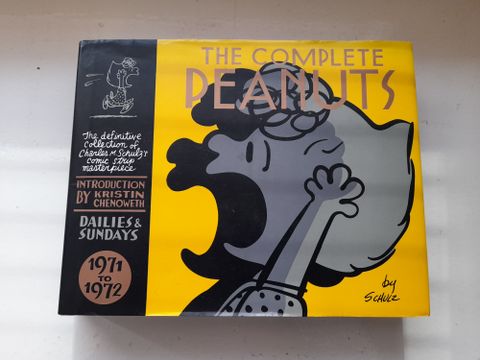 THE COMPLETE
PEANUTS
The definitive
collection of
Charles M. Schulz's
comic strip
masterpiece
INTRODUCTION
BY KRISTIN
CHENOWETH
DAILIES &
SUNDAYS
1971
TO
1972
by
SCHULZ